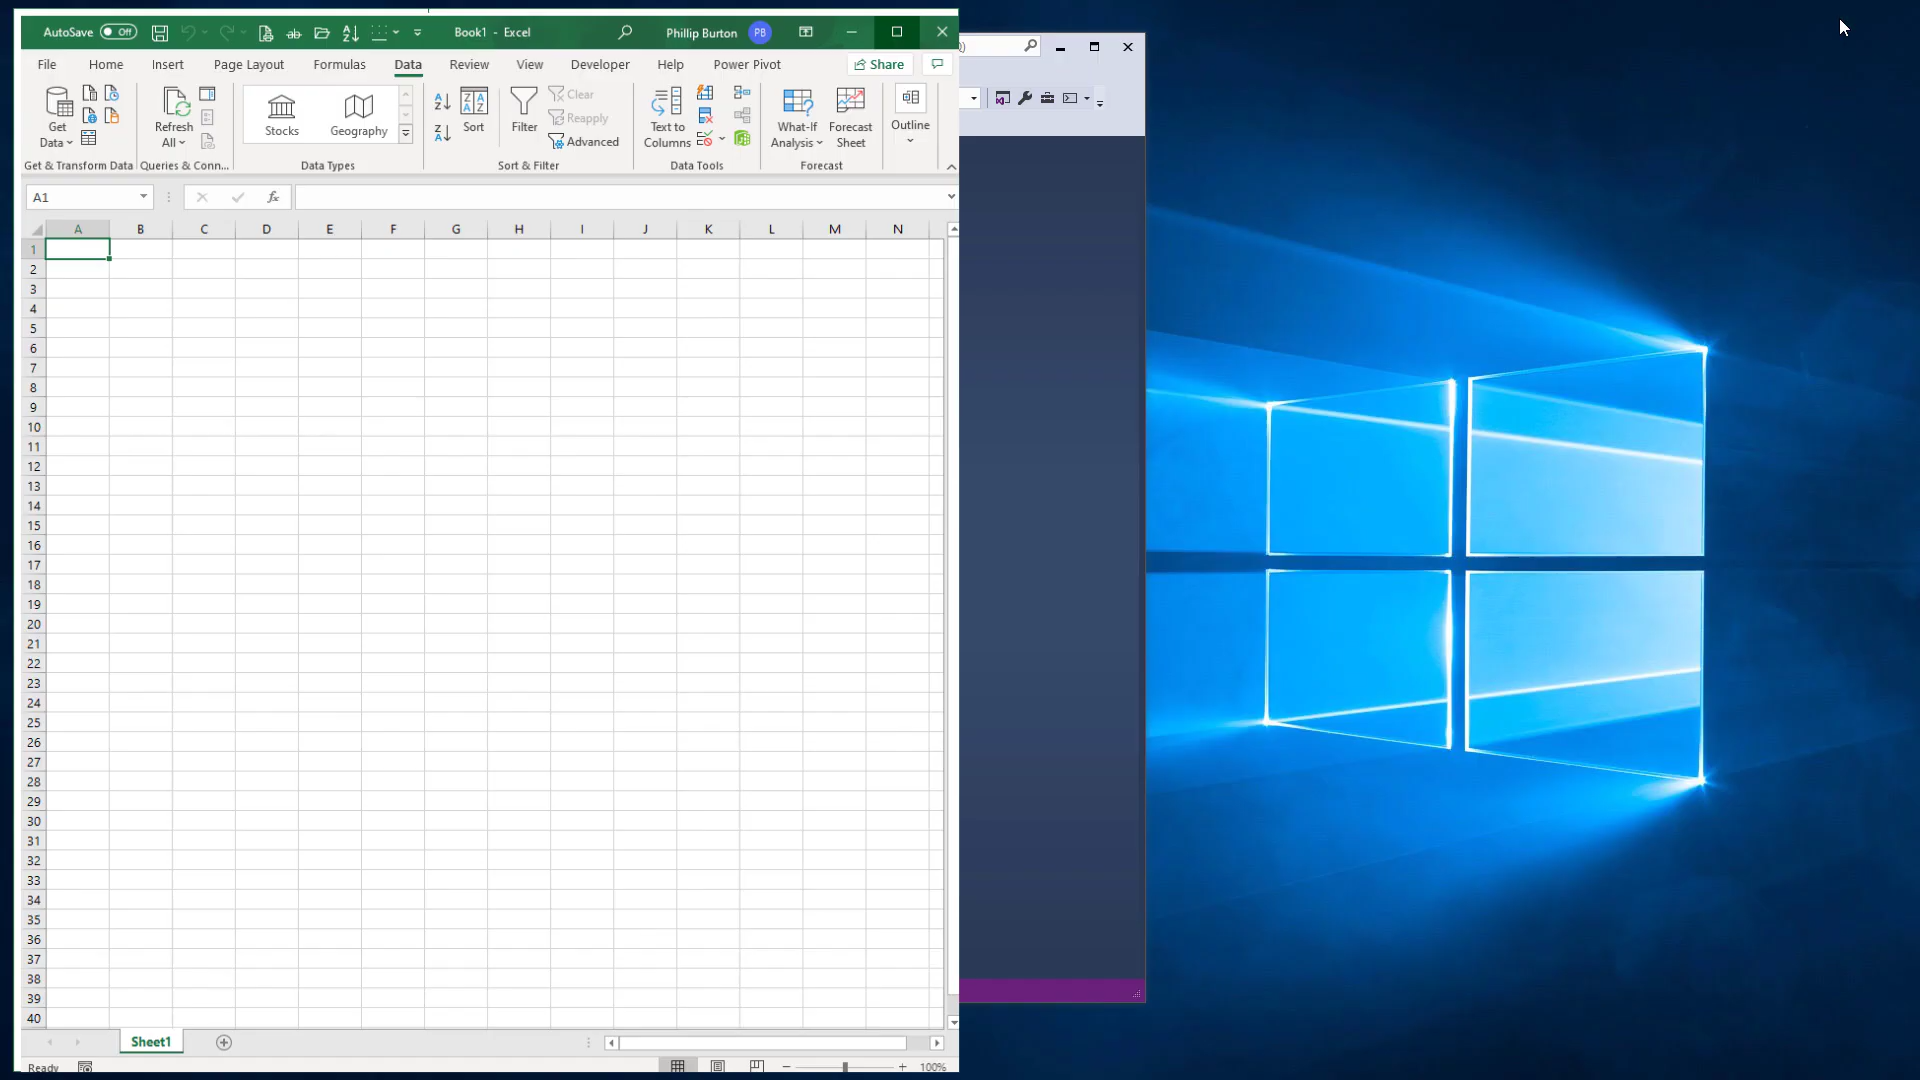 AutoSave Off Book1 - Excel Phillip Burton PB
File Home Insert Page Layout Formulas Data Review View Developer Help Power Pivot Share
Get Data
Refresh All
Stocks
Geography
Sort
Filter
Clear
Reapply
Advanced
Text to Columns
What-If Analysis
Forecast Sheet
Outline
Get & Transform Data Queries & Conn... Data Types Sort & Filter Data Tools Forecast
A1 fx
A B C D E F G H I J K L M N
1
2
3
4
5
6
7
8
9
10
11
12
13
14
15
16
17
18
19
20
21
22
23
24
25
26
27
28
29
30
31
32
33
34
35
36
37
38
39
40
Sheet1
Ready 100%